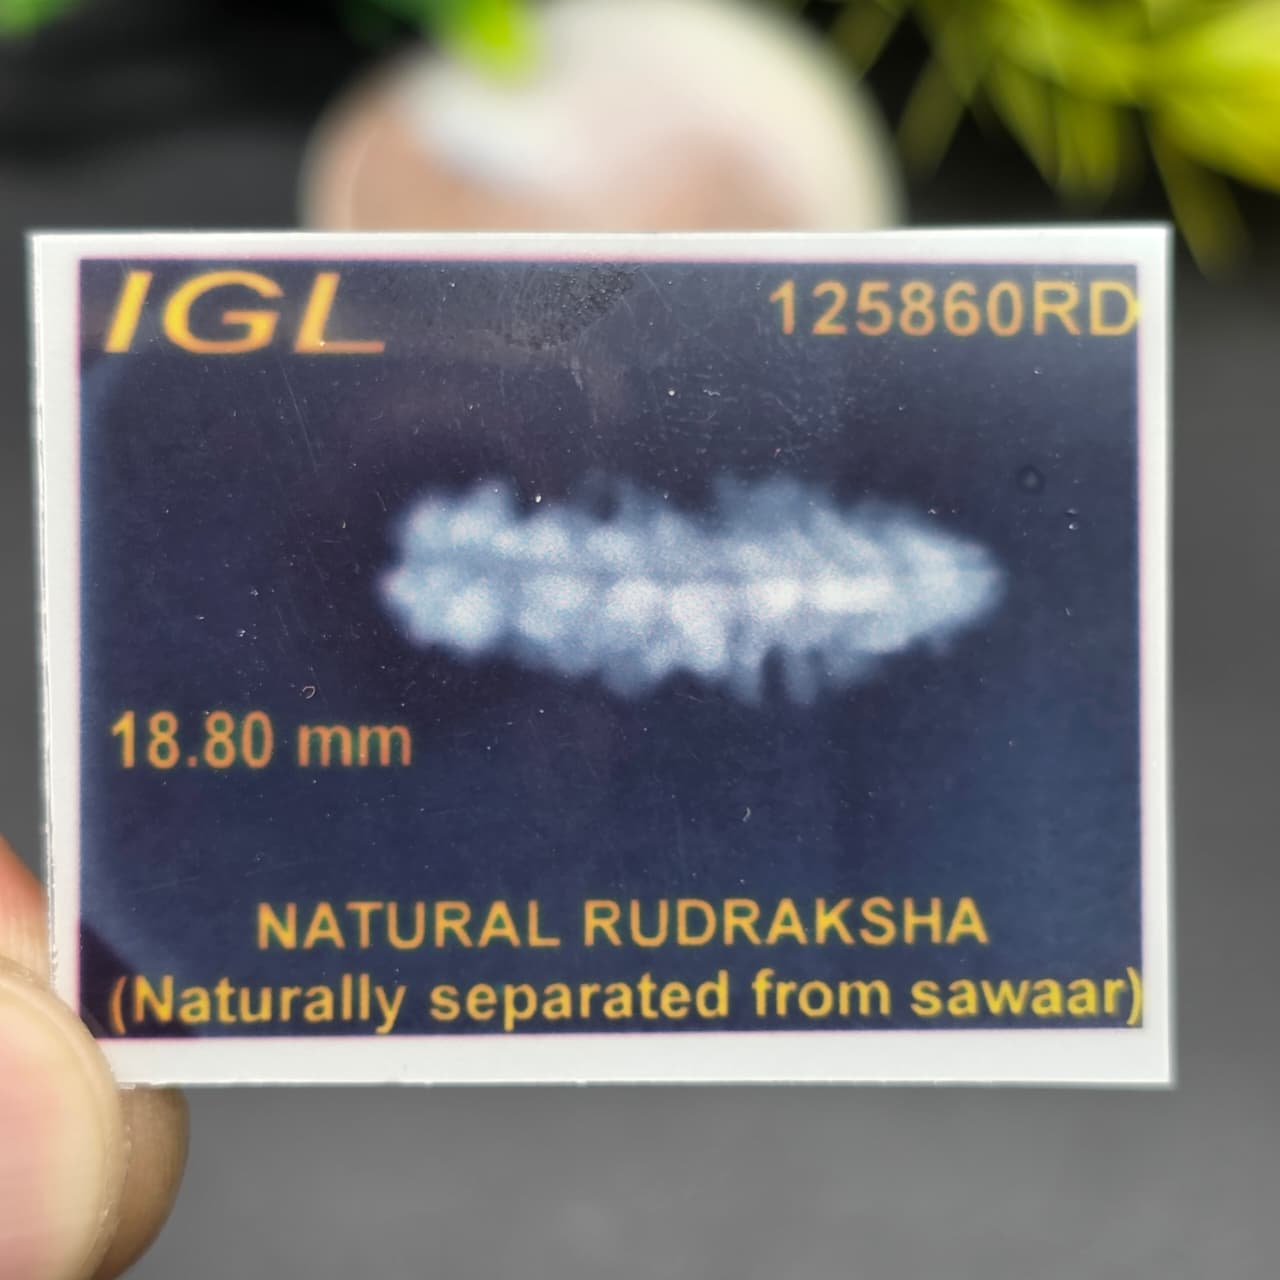 IGL
125860RD
18.80 mm
NATURAL RUDRAKSHA
(Naturally separated from sawaar)